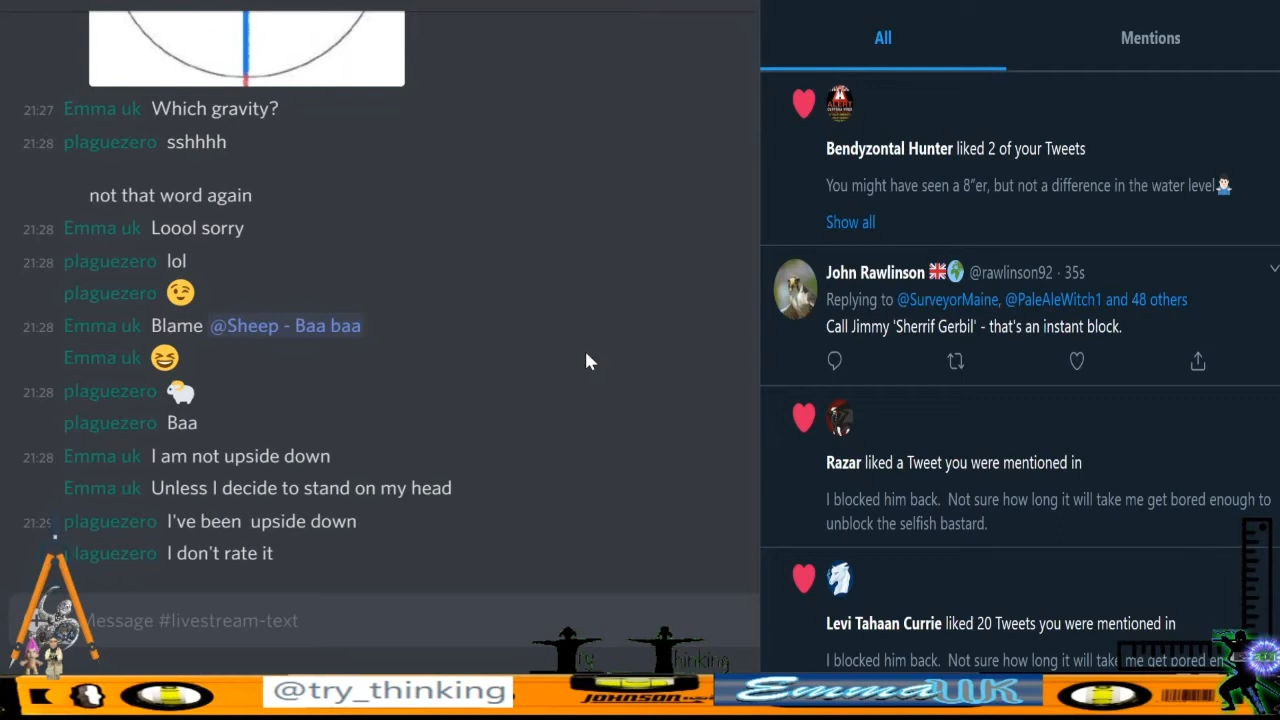 21:27 Emma uk Which gravity?
21:28 plaguezero sshhhh
not that word again
21:28 Emma uk Loool sorry
21:28 plaguezero lol
plaguezero
21:28 Emma uk Blame @Sheep - Baa baa
Emma uk
21:28 plaguezero
plaguezero Baa
21:28 Emma uk I am not upside down
Emma uk Unless I decide to stand on my head
21:29 plaguezero I've been upside down
laguezero I don't rate it
Message #livestream-text
All Mentions
ALERT
Bendyzontal Hunter liked 2 of your Tweets
You might have seen a 8”er, but not a difference in the water level
Show all
John Rawlinson @rawlinson92 · 35s
Replying to @SurveyorMaine, @PaleAleWitch1 and 48 others
Call Jimmy 'Sherrif Gerbil' - that's an instant block.
Razar liked a Tweet you were mentioned in
I blocked him back. Not sure how long it will take me get bored enough to
unblock the selfish bastard.
Levi Tahaan Currie liked 20 Tweets you were mentioned in
I blocked him back. Not sure how long it will take me get bored en
hinking
@try_thinking
JOHNSON
EmmaUK